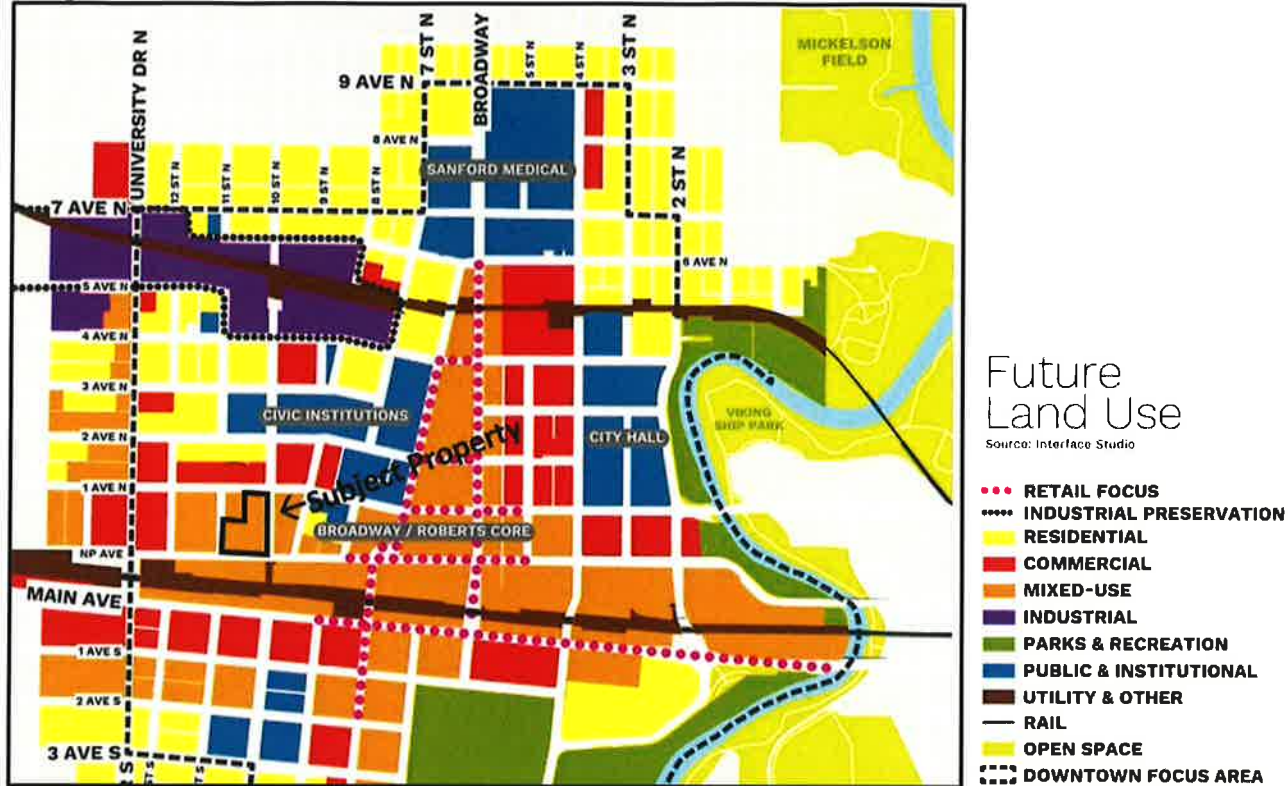 MICKELSON
FIELD
UNIVERSITY DR N
7 ST N
BROADWAY
5 ST N
4 ST N
3 ST N
9 AVE N
8 AVE N
SANFORD MEDICAL
2 ST N
12 ST N
11 ST N
10 ST N
9 ST N
8 ST N
7 AVE N
6 AVE N
5 AVE N
4 AVE N
3 AVE N
CIVIC INSTITUTIONS
CITY HALL
VIKING
SHIP PARK
2 AVE N
1 AVE N
Subject Property
BROADWAY / ROBERTS CORE
NP AVE
MAIN AVE
1 AVE S
2 AVE S
3 AVE S
Future
Land Use
Source: Interface Studio
RETAIL FOCUS
INDUSTRIAL PRESERVATION
RESIDENTIAL
COMMERCIAL
MIXED-USE
INDUSTRIAL
PARKS & RECREATION
PUBLIC & INSTITUTIONAL
UTILITY & OTHER
RAIL
OPEN SPACE
DOWNTOWN FOCUS AREA